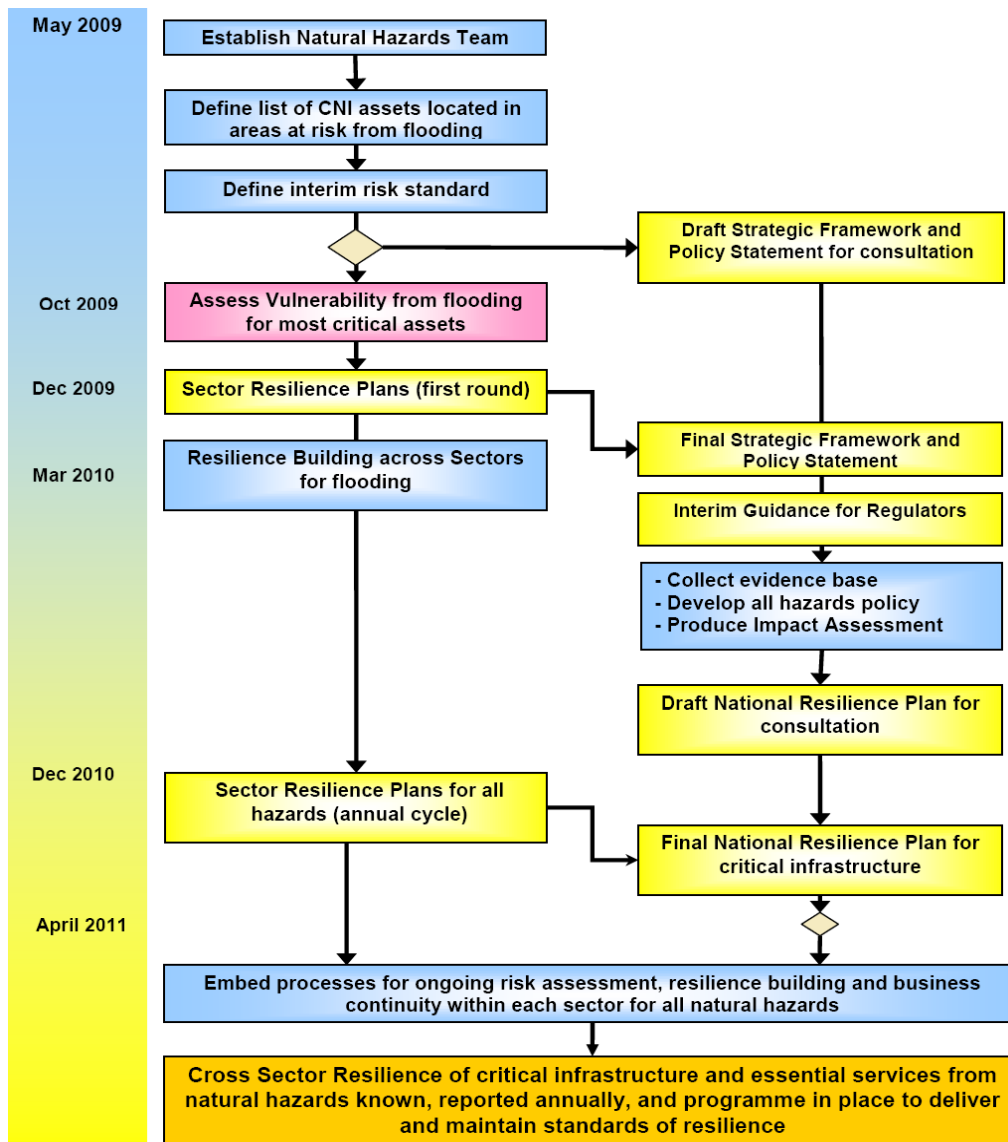 May 2009
Establish Natural Hazards Team
Define list of CNI assets located in
areas at risk from flooding
Define interim risk standard
Draft Strategic Framework and
Policy Statement for consultation
Oct 2009
Assess Vulnerability from flooding
for most critical assets
Dec 2009
Sector Resilience Plans (first round)
Final Strategic Framework and
Policy Statement
Mar 2010
Resilience Building across Sectors
for flooding
Interim Guidance for Regulators
- Collect evidence base
- Develop all hazards policy
- Produce Impact Assessment
Draft National Resilience Plan for
consultation
Dec 2010
Sector Resilience Plans for all
hazards (annual cycle)
Final National Resilience Plan for
critical infrastructure
April 2011
Embed processes for ongoing risk assessment, resilience building and business
continuity within each sector for all natural hazards
Cross Sector Resilience of critical infrastructure and essential services from
natural hazards known, reported annually, and programme in place to deliver
and maintain standards of resilience